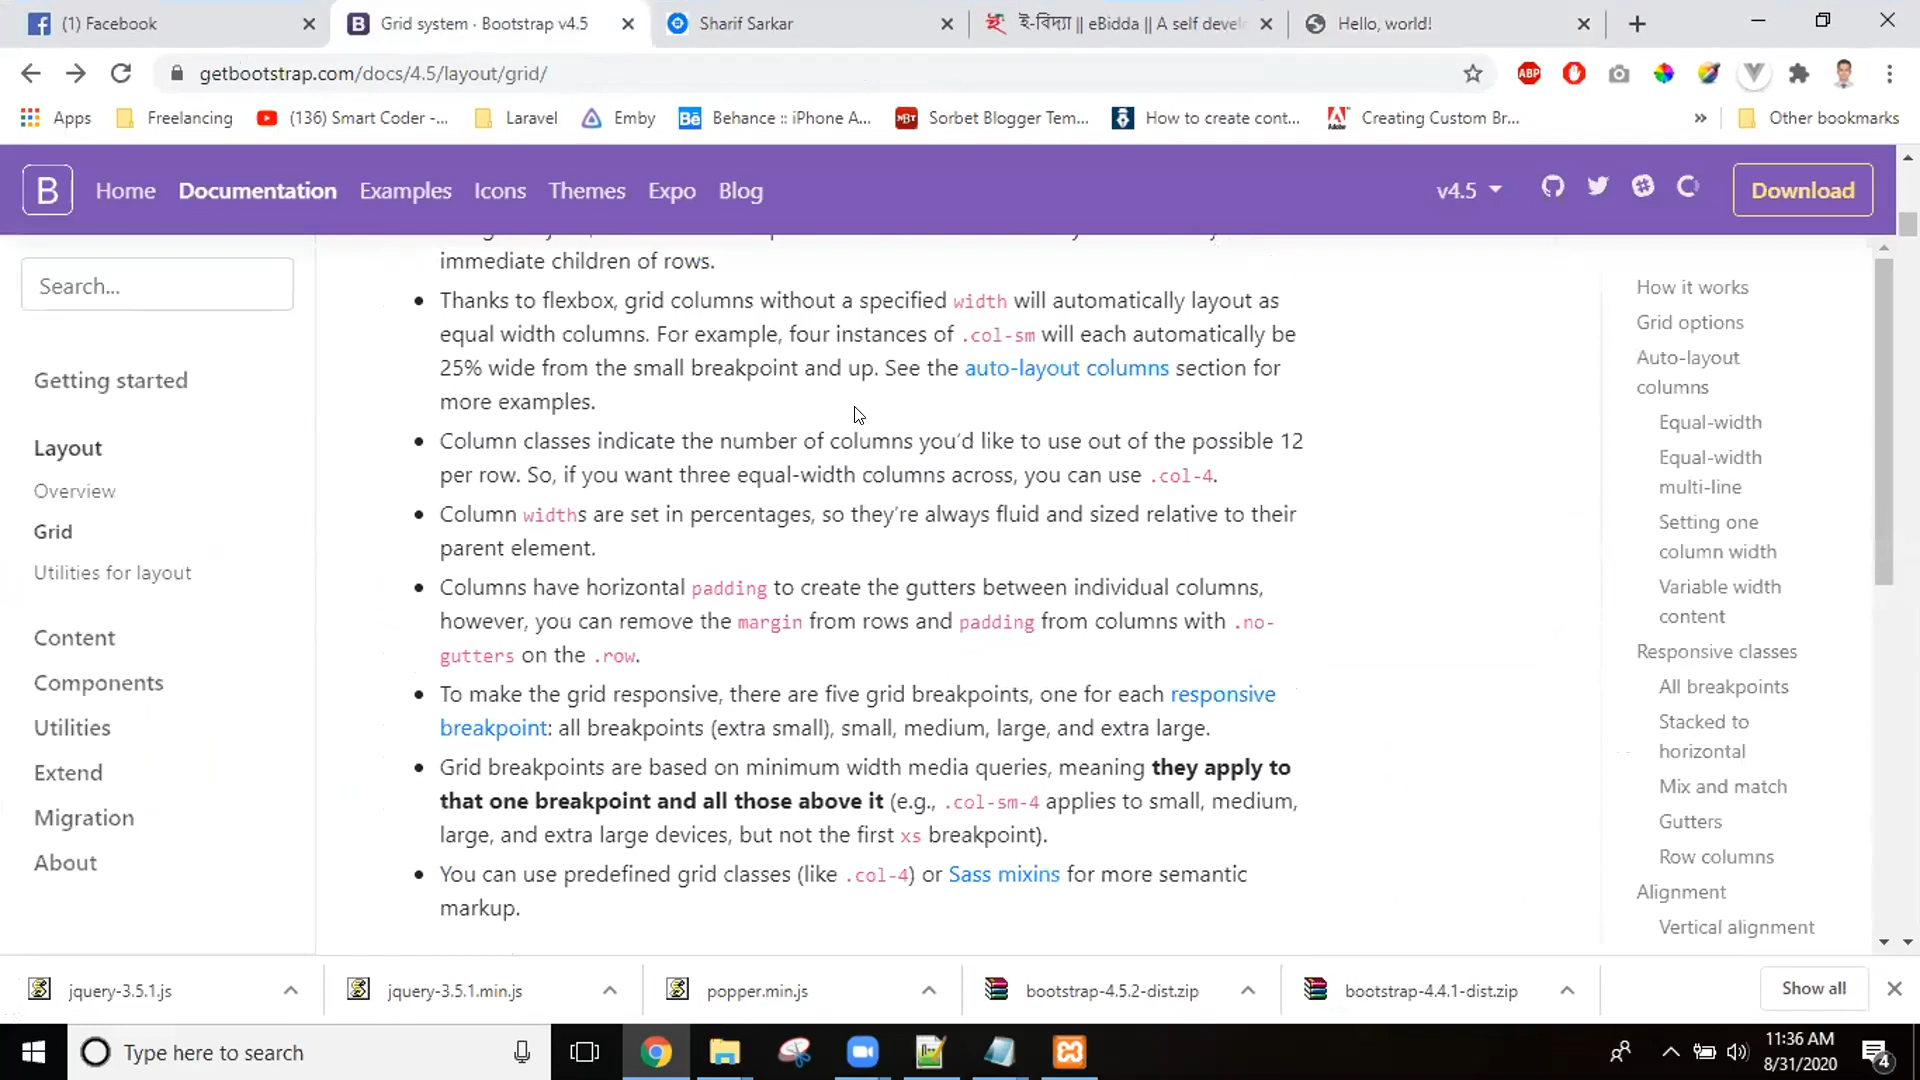 (1) Facebook
Grid system · Bootstrap v4.5
Sharif Sarkar
ই-বিদ্যা || eBidda || A self devel
Hello, world!
getbootstrap.com/docs/4.5/layout/grid/
ABP
Apps
Freelancing
(136) Smart Coder -...
Laravel
Emby
Bē
Behance :: iPhone A...
MBT
Sorbet Blogger Tem...
How to create cont...
Adobe
Creating Custom Br...
»
Other bookmarks
B
Home
Documentation
Examples
Icons
Themes
Expo
Blog
v4.5
Download
Search...
Getting started
Layout
Overview
Grid
Utilities for layout
Content
Components
Utilities
Extend
Migration
About
immediate children of rows.
• Thanks to flexbox, grid columns without a specified width will automatically layout as
equal width columns. For example, four instances of .col-sm will each automatically be
25% wide from the small breakpoint and up. See the auto-layout columns section for
more examples.
• Column classes indicate the number of columns you’d like to use out of the possible 12
per row. So, if you want three equal-width columns across, you can use .col-4.
• Column widths are set in percentages, so they’re always fluid and sized relative to their
parent element.
• Columns have horizontal padding to create the gutters between individual columns,
however, you can remove the margin from rows and padding from columns with .no-
gutters on the .row.
• To make the grid responsive, there are five grid breakpoints, one for each responsive
breakpoint: all breakpoints (extra small), small, medium, large, and extra large.
• Grid breakpoints are based on minimum width media queries, meaning they apply to
that one breakpoint and all those above it (e.g., .col-sm-4 applies to small, medium,
large, and extra large devices, but not the first xs breakpoint).
• You can use predefined grid classes (like .col-4) or Sass mixins for more semantic
markup.
How it works
Grid options
Auto-layout
columns
Equal-width
Equal-width
multi-line
Setting one
column width
Variable width
content
Responsive classes
All breakpoints
Stacked to
horizontal
Mix and match
Gutters
Row columns
Alignment
Vertical alignment
jquery-3.5.1.js
jquery-3.5.1.min.js
popper.min.js
bootstrap-4.5.2-dist.zip
bootstrap-4.4.1-dist.zip
Show all
Type here to search
11:36 AM
8/31/2020
4